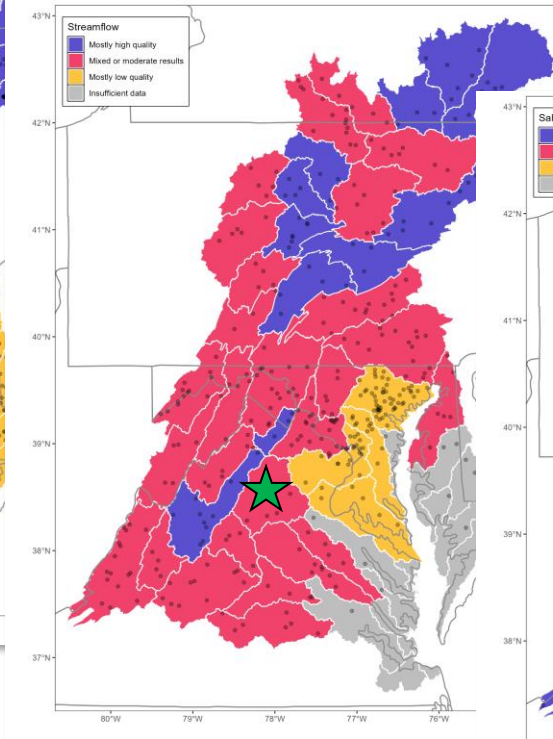 Streamflow
Mostly high quality
Mixed or moderate results
Mostly low quality
Insufficient data
43°N
42°N
41°N
40°N
39°N
38°N
37°N
80°W
79°W
78°W
77°W
76°W
Sal
43°N
42°N
41°N
40°N
39°N
38°N